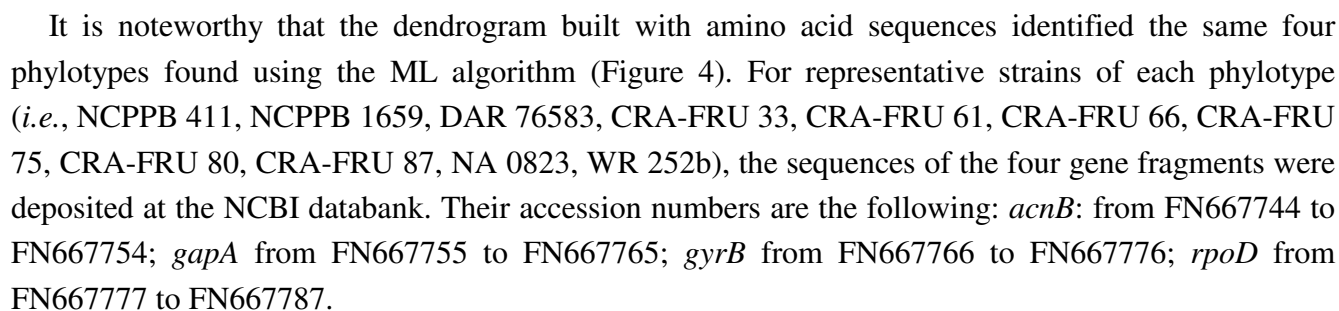 It is noteworthy that the dendrogram built with amino acid sequences identified the same four
phylotypes found using the ML algorithm (Figure 4). For representative strains of each phylotype
(i.e., NCPPB 411, NCPPB 1659, DAR 76583, CRA-FRU 33, CRA-FRU 61, CRA-FRU 66, CRA-FRU
75, CRA-FRU 80, CRA-FRU 87, NA 0823, WR 252b), the sequences of the four gene fragments were
deposited at the NCBI databank. Their accession numbers are the following: acnB: from FN667744 to
FN667754; gapA from FN667755 to FN667765; gyrB from FN667766 to FN667776; rpoD from
FN667777 to FN667787.